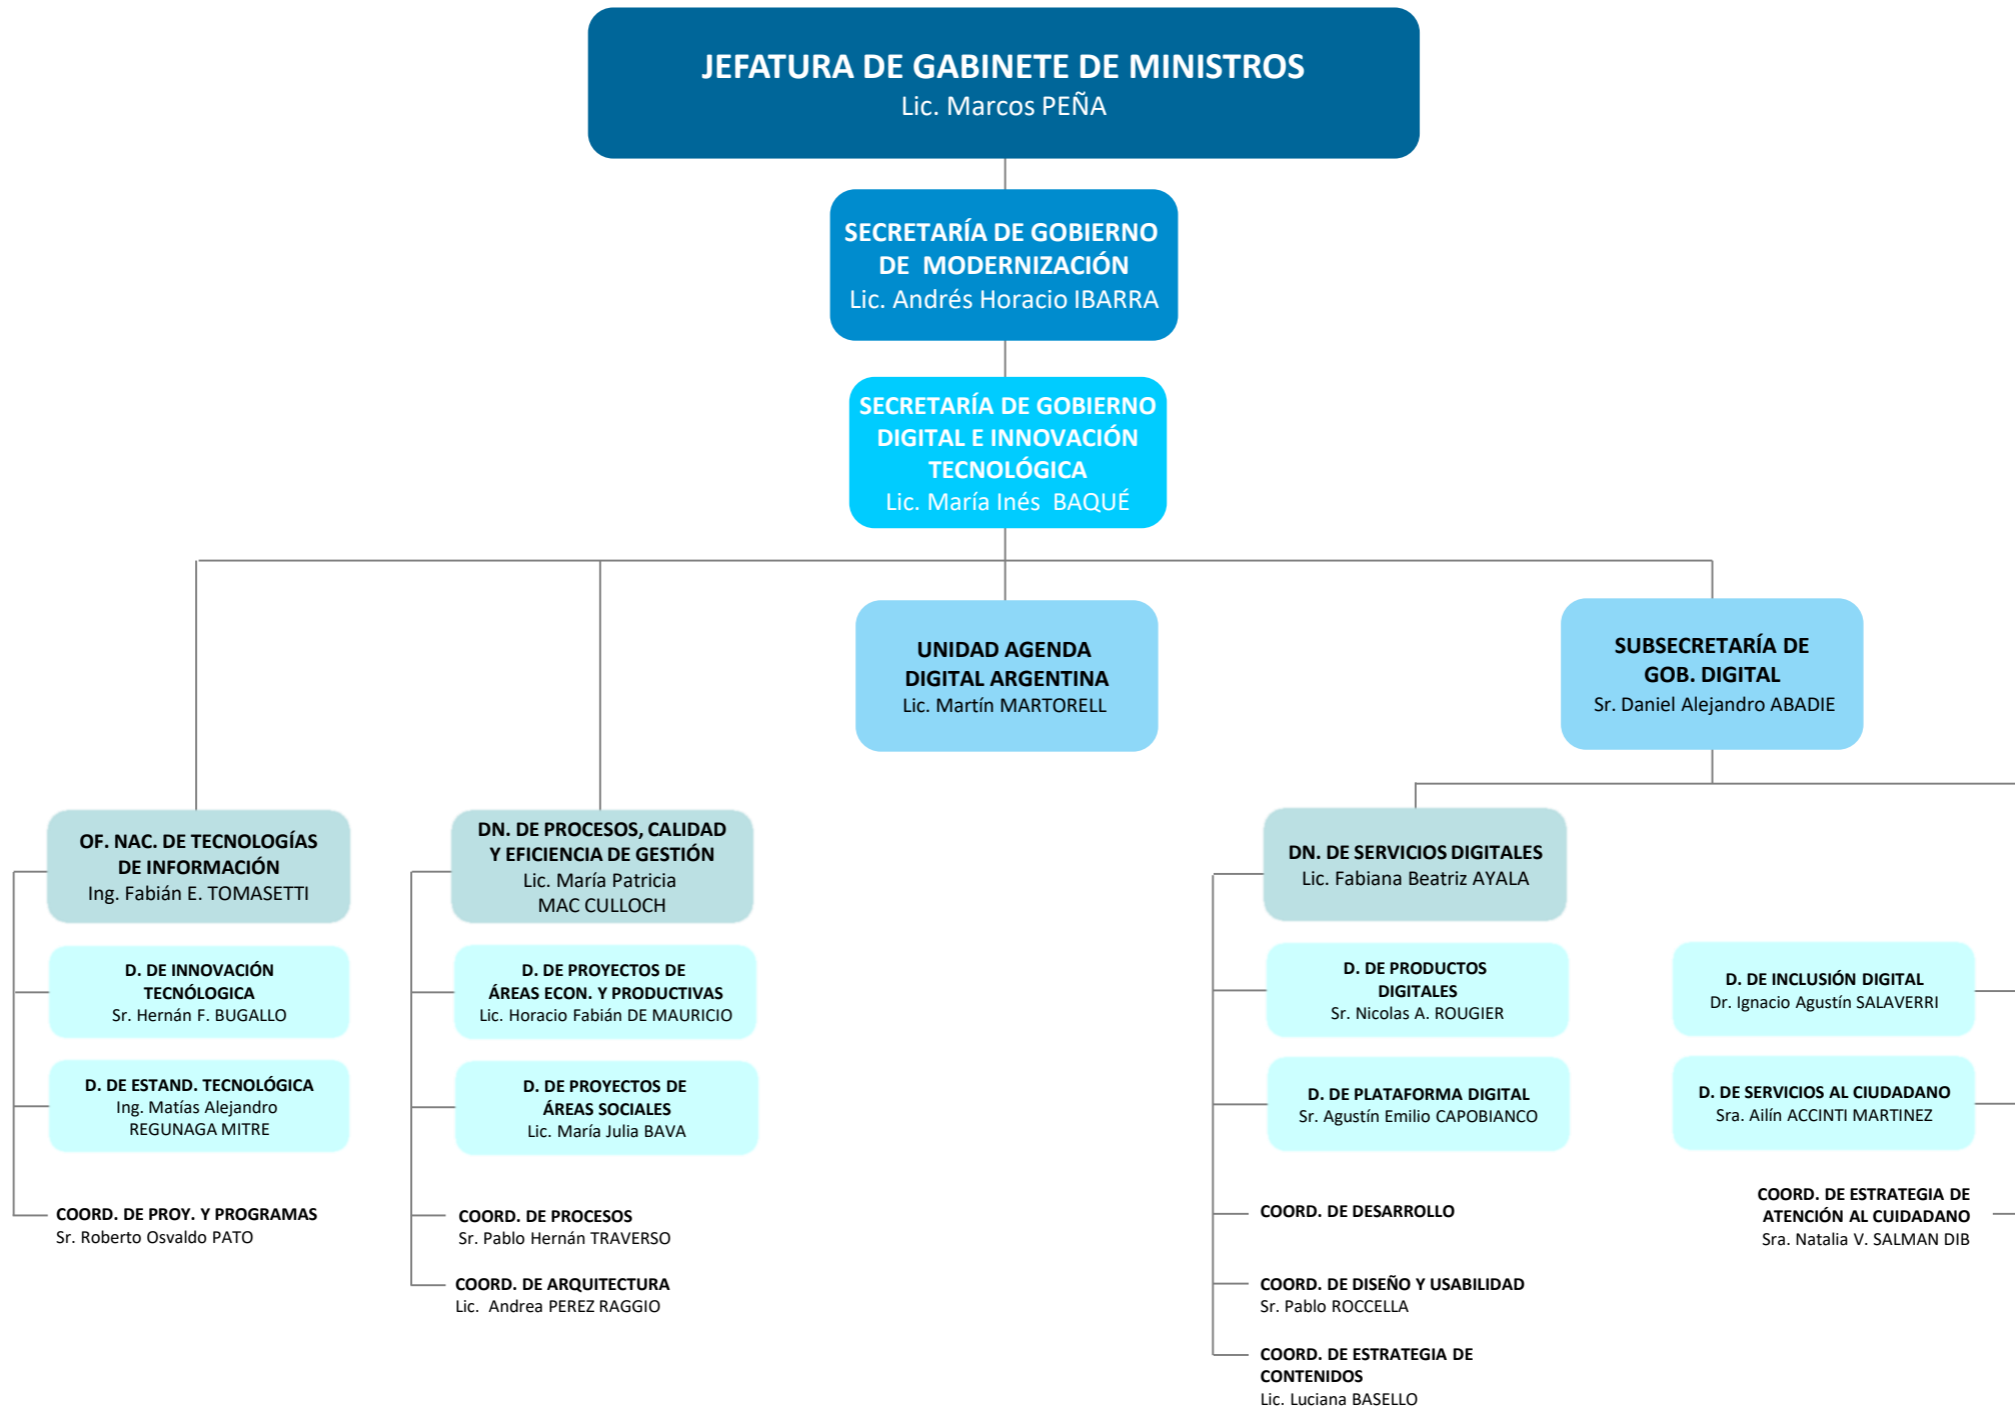 JEFATURA DE GABINETE DE MINISTROS
Lic. Marcos PEÑA
SECRETARÍA DE GOBIERNO
DE MODERNIZACIÓN
Lic. Andrés Horacio IBARRA
SECRETARÍA DE GOBIERNO
DIGITAL E INNOVACIÓN
TECNOLÓGICA
Lic. María Inés BAQUÉ
UNIDAD AGENDA
DIGITAL ARGENTINA
Lic. Martín MARTORELL
SUBSECRETARÍA DE
GOB. DIGITAL
Sr. Daniel Alejandro ABADIE
OF. NAC. DE TECNOLOGÍAS
DE INFORMACIÓN
Ing. Fabián E. TOMASETTI
D. DE INNOVACIÓN
TECNÓLOGICA
Sr. Hernán F. BUGALLO
D. DE ESTAND. TECNOLÓGICA
Ing. Matías Alejandro
REGUNAGA MITRE
COORD. DE PROY. Y PROGRAMAS
Sr. Roberto Osvaldo PATO
DN. DE PROCESOS, CALIDAD
Y EFICIENCIA DE GESTIÓN
Lic. María Patricia
MAC CULLOCH
D. DE PROYECTOS DE
ÁREAS ECON. Y PRODUCTIVAS
Lic. Horacio Fabián DE MAURICIO
D. DE PROYECTOS DE
ÁREAS SOCIALES
Lic. María Julia BAVA
COORD. DE PROCESOS
Sr. Pablo Hernán TRAVERSO
COORD. DE ARQUITECTURA
Lic. Andrea PEREZ RAGGIO
DN. DE SERVICIOS DIGITALES
Lic. Fabiana Beatriz AYALA
D. DE PRODUCTOS
DIGITALES
Sr. Nicolas A. ROUGIER
D. DE PLATAFORMA DIGITAL
Sr. Agustín Emilio CAPOBIANCO
COORD. DE DESARROLLO
COORD. DE DISEÑO Y USABILIDAD
Sr. Pablo ROCCELLA
COORD. DE ESTRATEGIA DE
CONTENIDOS
Lic. Luciana BASELLO
D. DE INCLUSIÓN DIGITAL
Dr. Ignacio Agustín SALAVERRI
D. DE SERVICIOS AL CIUDADANO
Sra. Ailín ACCINTI MARTINEZ
COORD. DE ESTRATEGIA DE
ATENCIÓN AL CUIDADANO
Sra. Natalia V. SALMAN DIB